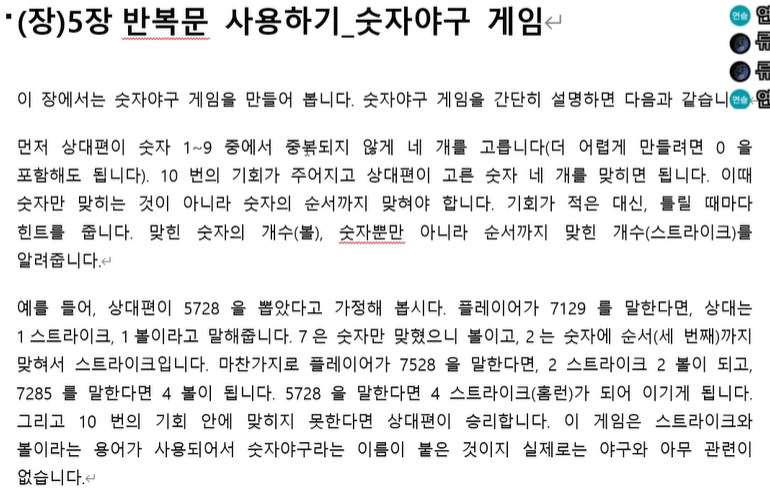 (장)5장 반복문 사용하기_숫자야구 게임
이 장에서는 숫자야구 게임을 만들어 봅니다. 숫자야구 게임을 간단히 설명하면 다음과 같습니
먼저 상대편이 숫자 1~9 중에서 중복되지 않게 네 개를 고릅니다(더 어렵게 만들려면 0 을
포함해도 됩니다). 10 번의 기회가 주어지고 상대편이 고른 숫자 네 개를 맞히면 됩니다. 이때
숫자만 맞히는 것이 아니라 숫자의 순서까지 맞혀야 합니다. 기회가 적은 대신, 틀릴 때마다
힌트를 줍니다. 맞힌 숫자의 개수(볼), 숫자뿐만 아니라 순서까지 맞힌 개수(스트라이크)를
알려줍니다.
예를 들어, 상대편이 5728 을 뽑았다고 가정해 봅시다. 플레이어가 7129 를 말한다면, 상대는
1 스트라이크, 1 볼이라고 말해줍니다. 7 은 숫자만 맞혔으니 볼이고, 2 는 숫자에 순서(세 번째)까지
맞혀서 스트라이크입니다. 마찬가지로 플레이어가 7528 을 말한다면, 2 스트라이크 2 볼이 되고,
7285 를 말한다면 4 볼이 됩니다. 5728 을 말한다면 4 스트라이크(홈런)가 되어 이기게 됩니다.
그리고 10 번의 기회 안에 맞히지 못한다면 상대편이 승리합니다. 이 게임은 스트라이크와
볼이라는 용어가 사용되어서 숫자야구라는 이름이 붙은 것이지 실제로는 야구와 아무 관련이
없습니다.
연습
연습